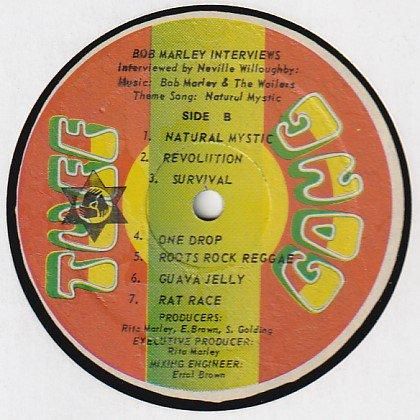 BOB MARLEY INTERVIEWS
Interviewed by Neville Willoughby:
Music: Bob Marley & The Wailers
Theme Song: Natural Mystic
SIDE B
1. NATURAL MYSTIC
2. REVOLIITION
3. SURVIVAL
4. ONE DROP
5. ROOTS ROCK REGGAE
6. GUAVA JELLY
7. RAT RACE
PRODUCERS:
Rita Marley, E. Brown, S. Golding
EXECUTIVE PRODUCER:
Rita Marley
MIXING ENGINEER:
Errol Brown
TUFF
GONG